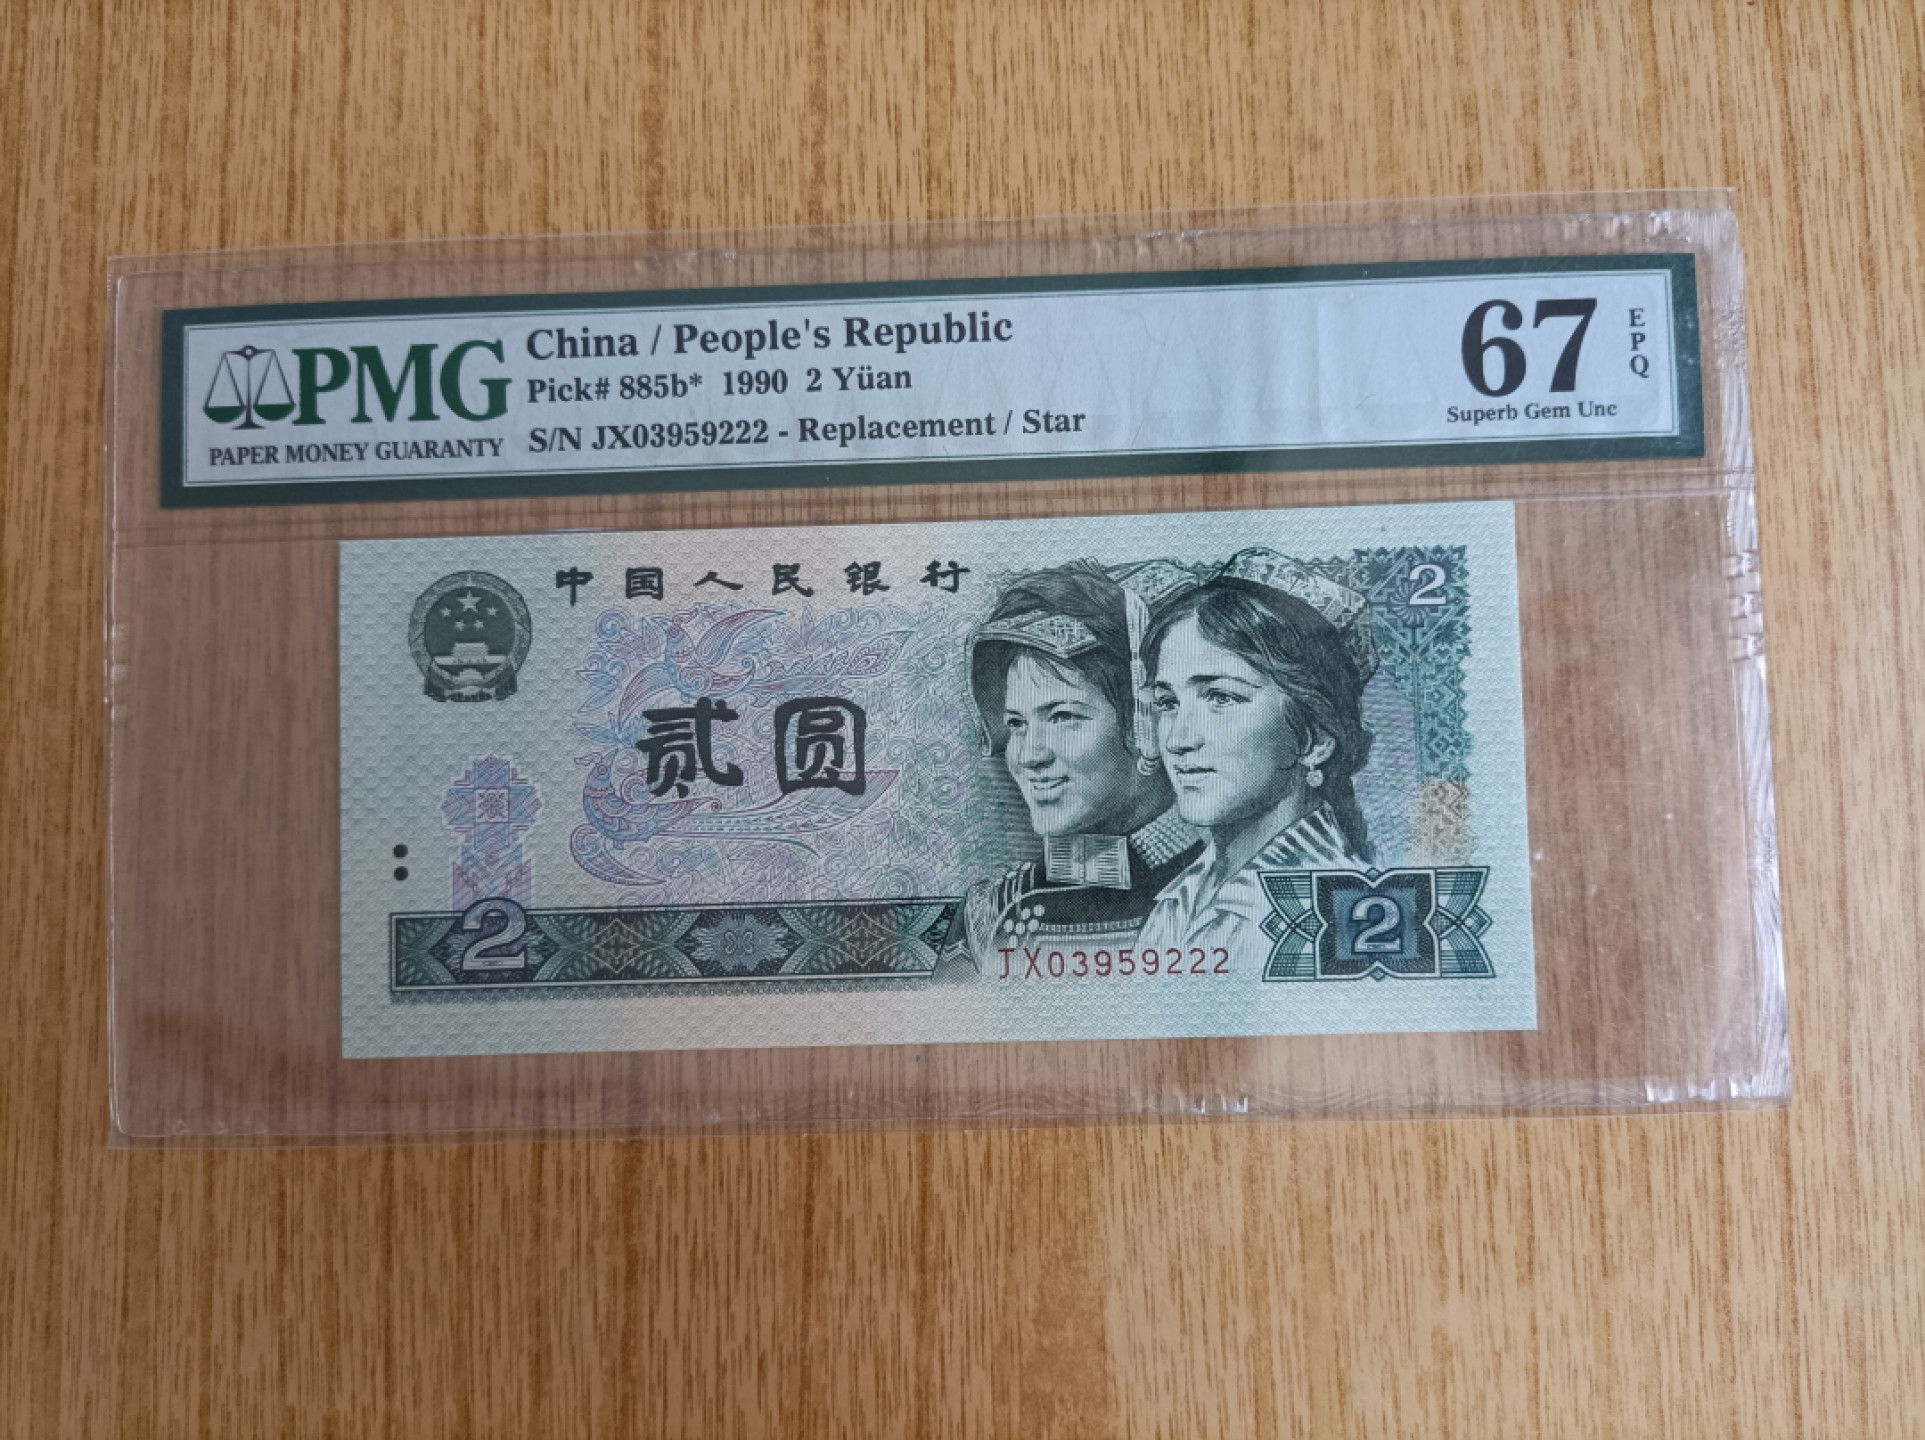 PMG
PAPER MONEY GUARANTY
China / People's Republic
Pick# 885b* 1990 2 Yüan
S/N JX03959222 - Replacement / Star
67
EPQ
Superb Gem Unc
中国人民银行
2
贰圆
2
JX03959222
2